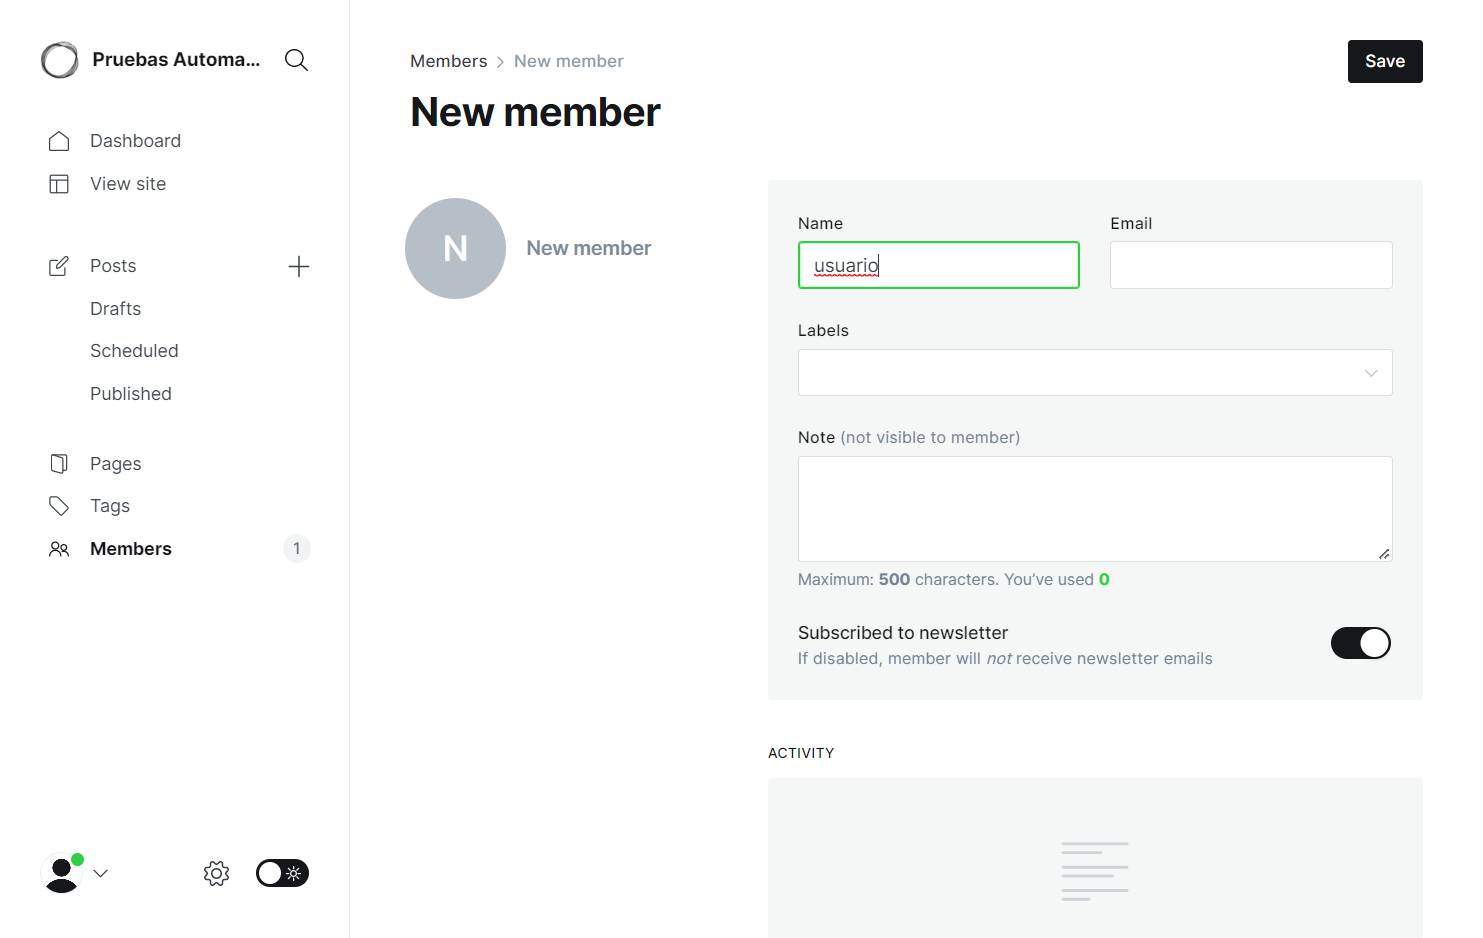 Pruebas Automa...
Dashboard
View site
Posts
Drafts
Scheduled
Published
Pages
Tags
Members 1
Members > New member
Save
New member
N
New member
Name
Email
usuario
Labels
Note (not visible to member)
Maximum: 500 characters. You’ve used 0
Subscribed to newsletter
If disabled, member will not receive newsletter emails
ACTIVITY